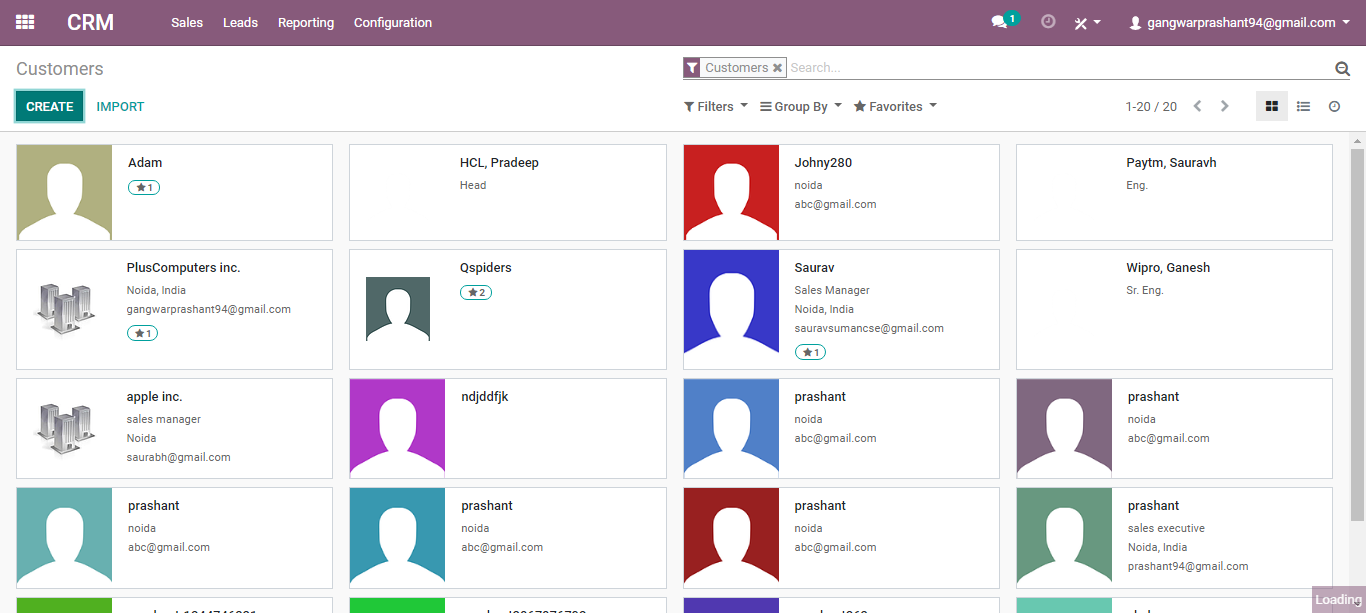 CRM Sales Leads Reporting Configuration 1 gangwarprashant94@gmail.com
Customers
Customers Search...
CREATE IMPORT
Filters Group By Favorites 1-20 / 20
Adam
1
HCL, Pradeep
Head
Johny280
noida
abc@gmail.com
Paytm, Sauravh
Eng.
PlusComputers inc.
Noida, India
gangwarprashant94@gmail.com
1
Qspiders
2
Saurav
Sales Manager
Noida, India
sauravsumancse@gmail.com
1
Wipro, Ganesh
Sr. Eng.
apple inc.
sales manager
Noida
saurabh@gmail.com
ndjddfjk
prashant
noida
abc@gmail.com
prashant
noida
abc@gmail.com
prashant
noida
abc@gmail.com
prashant
noida
abc@gmail.com
prashant
noida
abc@gmail.com
prashant
sales executive
Noida, India
prashant94@gmail.com
Loading